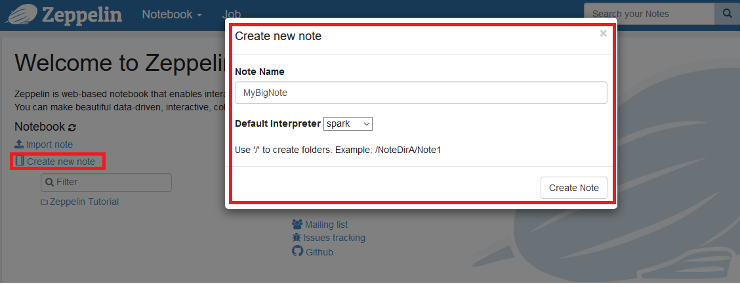 Zeppelin
Notebook
Job
Search your Notes
Welcome to Zeppelin
Zeppelin is web-based notebook that enables inter
You can make beautiful data-driven, interactive, col
Notebook
Import note
Create new note
Filter
Zeppelin Tutorial
Create new note
×
Note Name
MyBigNote
Default Interpreter spark
Use '/' to create folders. Example: /NoteDirA/Note1
Create Note
Mailing list
Issues tracking
Github